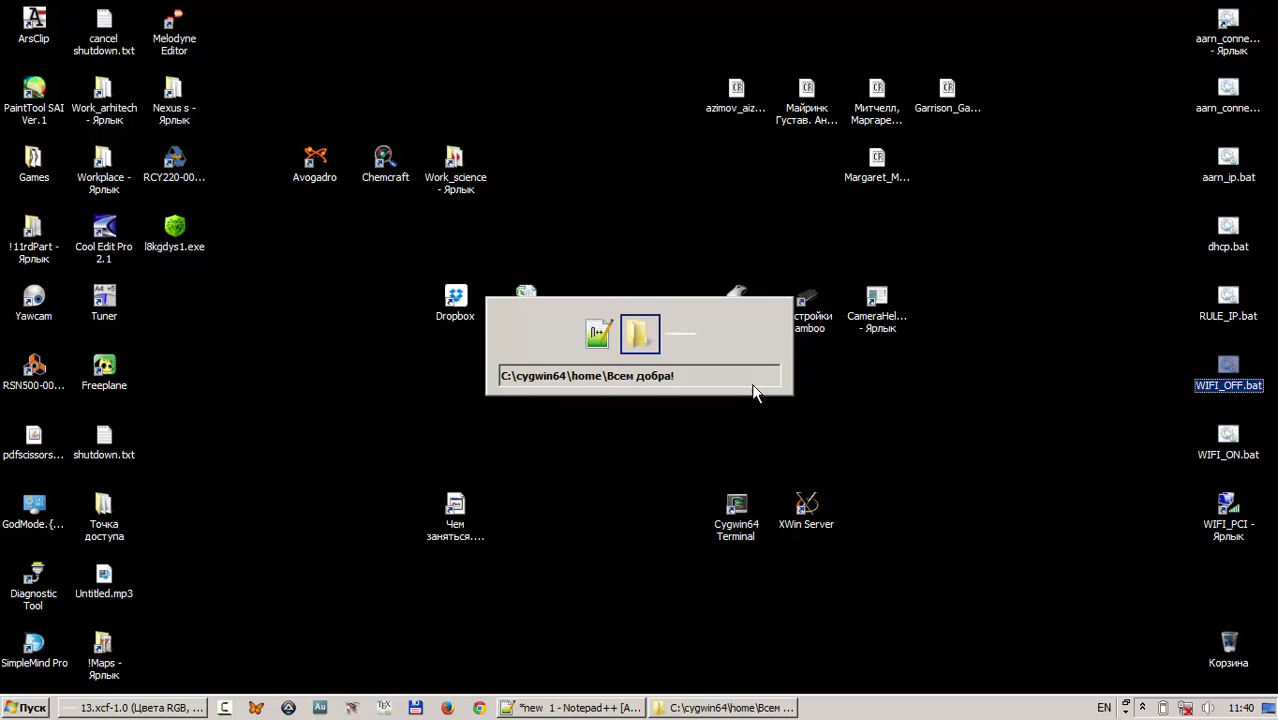 ArsClip
cancel
shutdown.txt
Melodyne
Editor
aarn_conne...
- Ярлык
PaintTool SAI
Ver.1
Work_arhitech
- Ярлык
Nexus s -
Ярлык
azimov_aiz...
Майринк
Густав. Ан...
Митчелл,
Маргаре...
Garrison_Ga...
aarn_conne...
Games
Workplace -
Ярлык
RCY220-00...
Avogadro
Chemcraft
Work_science
- Ярлык
Margaret_M...
aarn_ip.bat
!11rdPart -
Ярлык
Cool Edit Pro
2.1
l8kgdys1.exe
dhcp.bat
Yawcam
Tuner
Dropbox
стройки
amboo
CameraHel...
- Ярлык
RULE_IP.bat
C:\cygwin64\home\Всем добра!
RSN500-00...
Freeplane
WIFI_OFF.bat
pdfscissors...
shutdown.txt
WIFI_ON.bat
GodMode.{...
Точка
доступа
Чем
заняться....
Cygwin64
Terminal
XWin Server
WIFI_PCI -
Ярлык
Diagnostic
Tool
Untitled.mp3
SimpleMind Pro
!Maps -
Ярлык
Корзина
Пуск
13.xcf-1.0 (Цвета RGB, ...
*new 1 - Notepad++ [A...
C:\cygwin64\home\Всем ...
EN
11:40